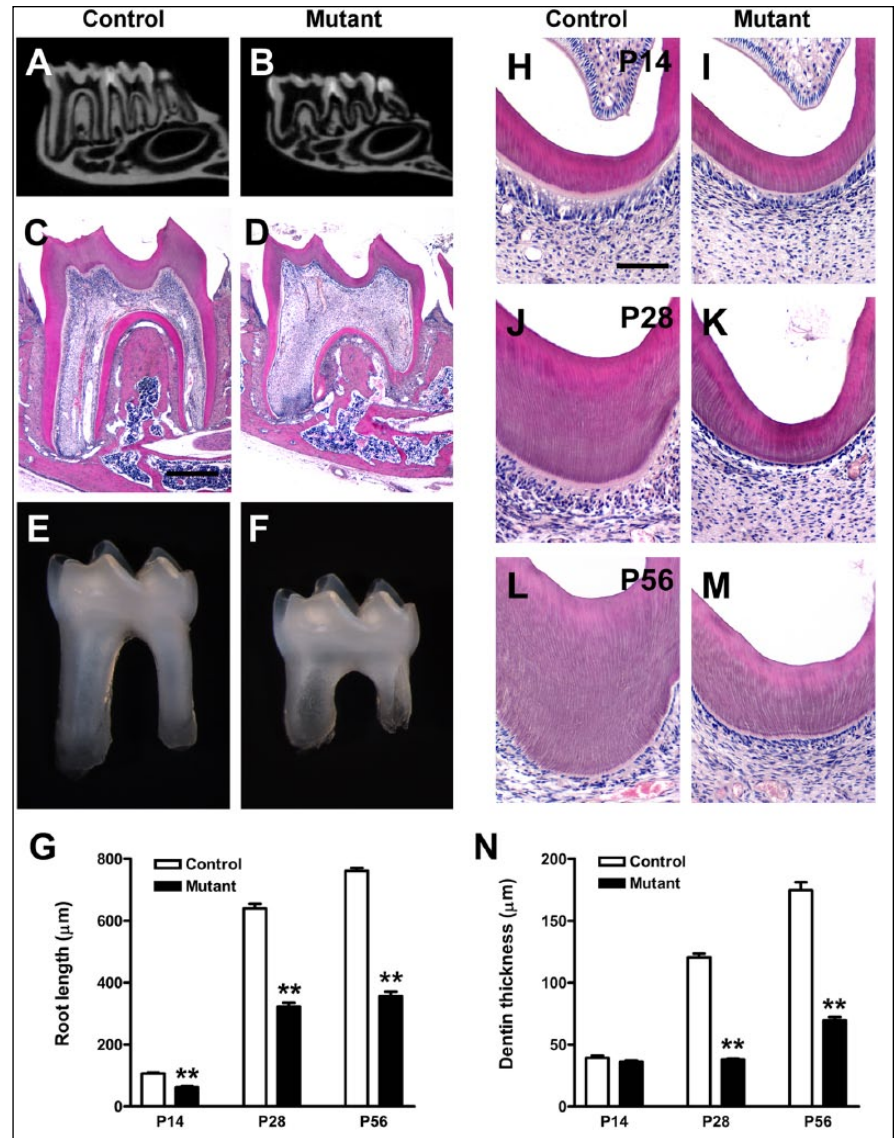 Control Mutant Control Mutant
A B H P14 I
C D J P28 K
E F L P56 M
G
800
600
400
200
0
Root length (μm)
Control
Mutant
** ** **
P14 P28 P56
N
200
150
100
50
0
Dentin thickness (μm)
Control
Mutant
** **
P14 P28 P56